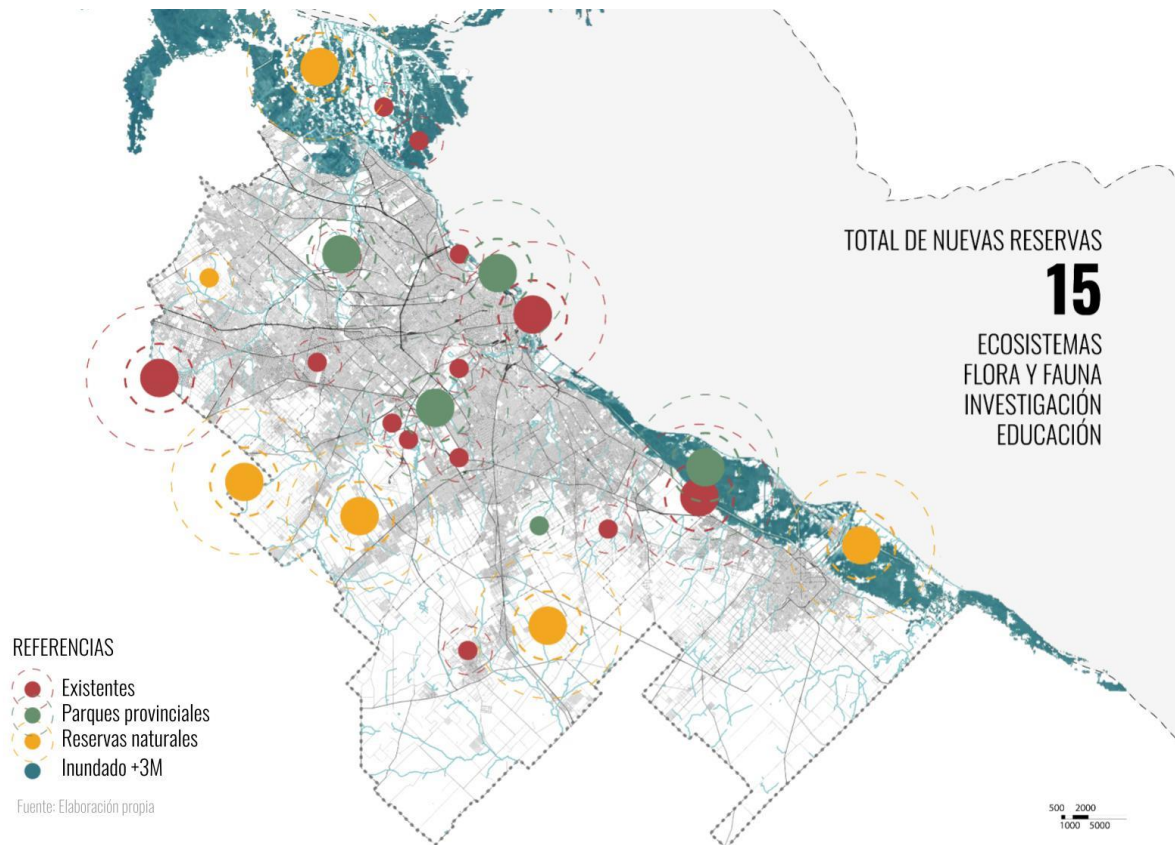 TOTAL DE NUEVAS RESERVAS
15
ECOSISTEMAS
FLORA Y FAUNA
INVESTIGACIÓN
EDUCACIÓN
REFERENCIAS
Existentes
Parques provinciales
Reservas naturales
Inundado +3M
Fuente: Elaboración propia
500 2000
1000 5000